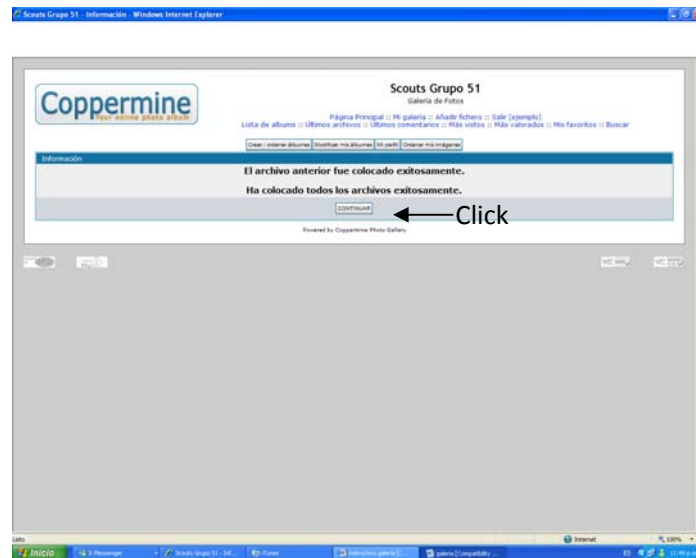 Scouts Grupo 51 - Información - Windows Internet Explorer
Coppermine
Your online photo album
Scouts Grupo 51
Galería de Fotos
Página Principal :: Mi galería :: Añadir fichero :: Salir [ejemplo]
Lista de albums :: Últimos archivos :: Últimos comentarios :: Más vistos :: Más valorados :: Mis favoritos :: Buscar
Crear / ordenar álbumes Modificar mis álbumes Mi perfil Ordenar mis imágenes
Información
El archivo anterior fue colocado exitosamente.
Ha colocado todos los archivos exitosamente.
CONTINUAR
Click
Powered by Coppermine Photo Gallery
Listo
Internet
100%
Inicio
Scouts Grupo 51 - Inf...
iTunes
galeria [Compatibility ...
ES